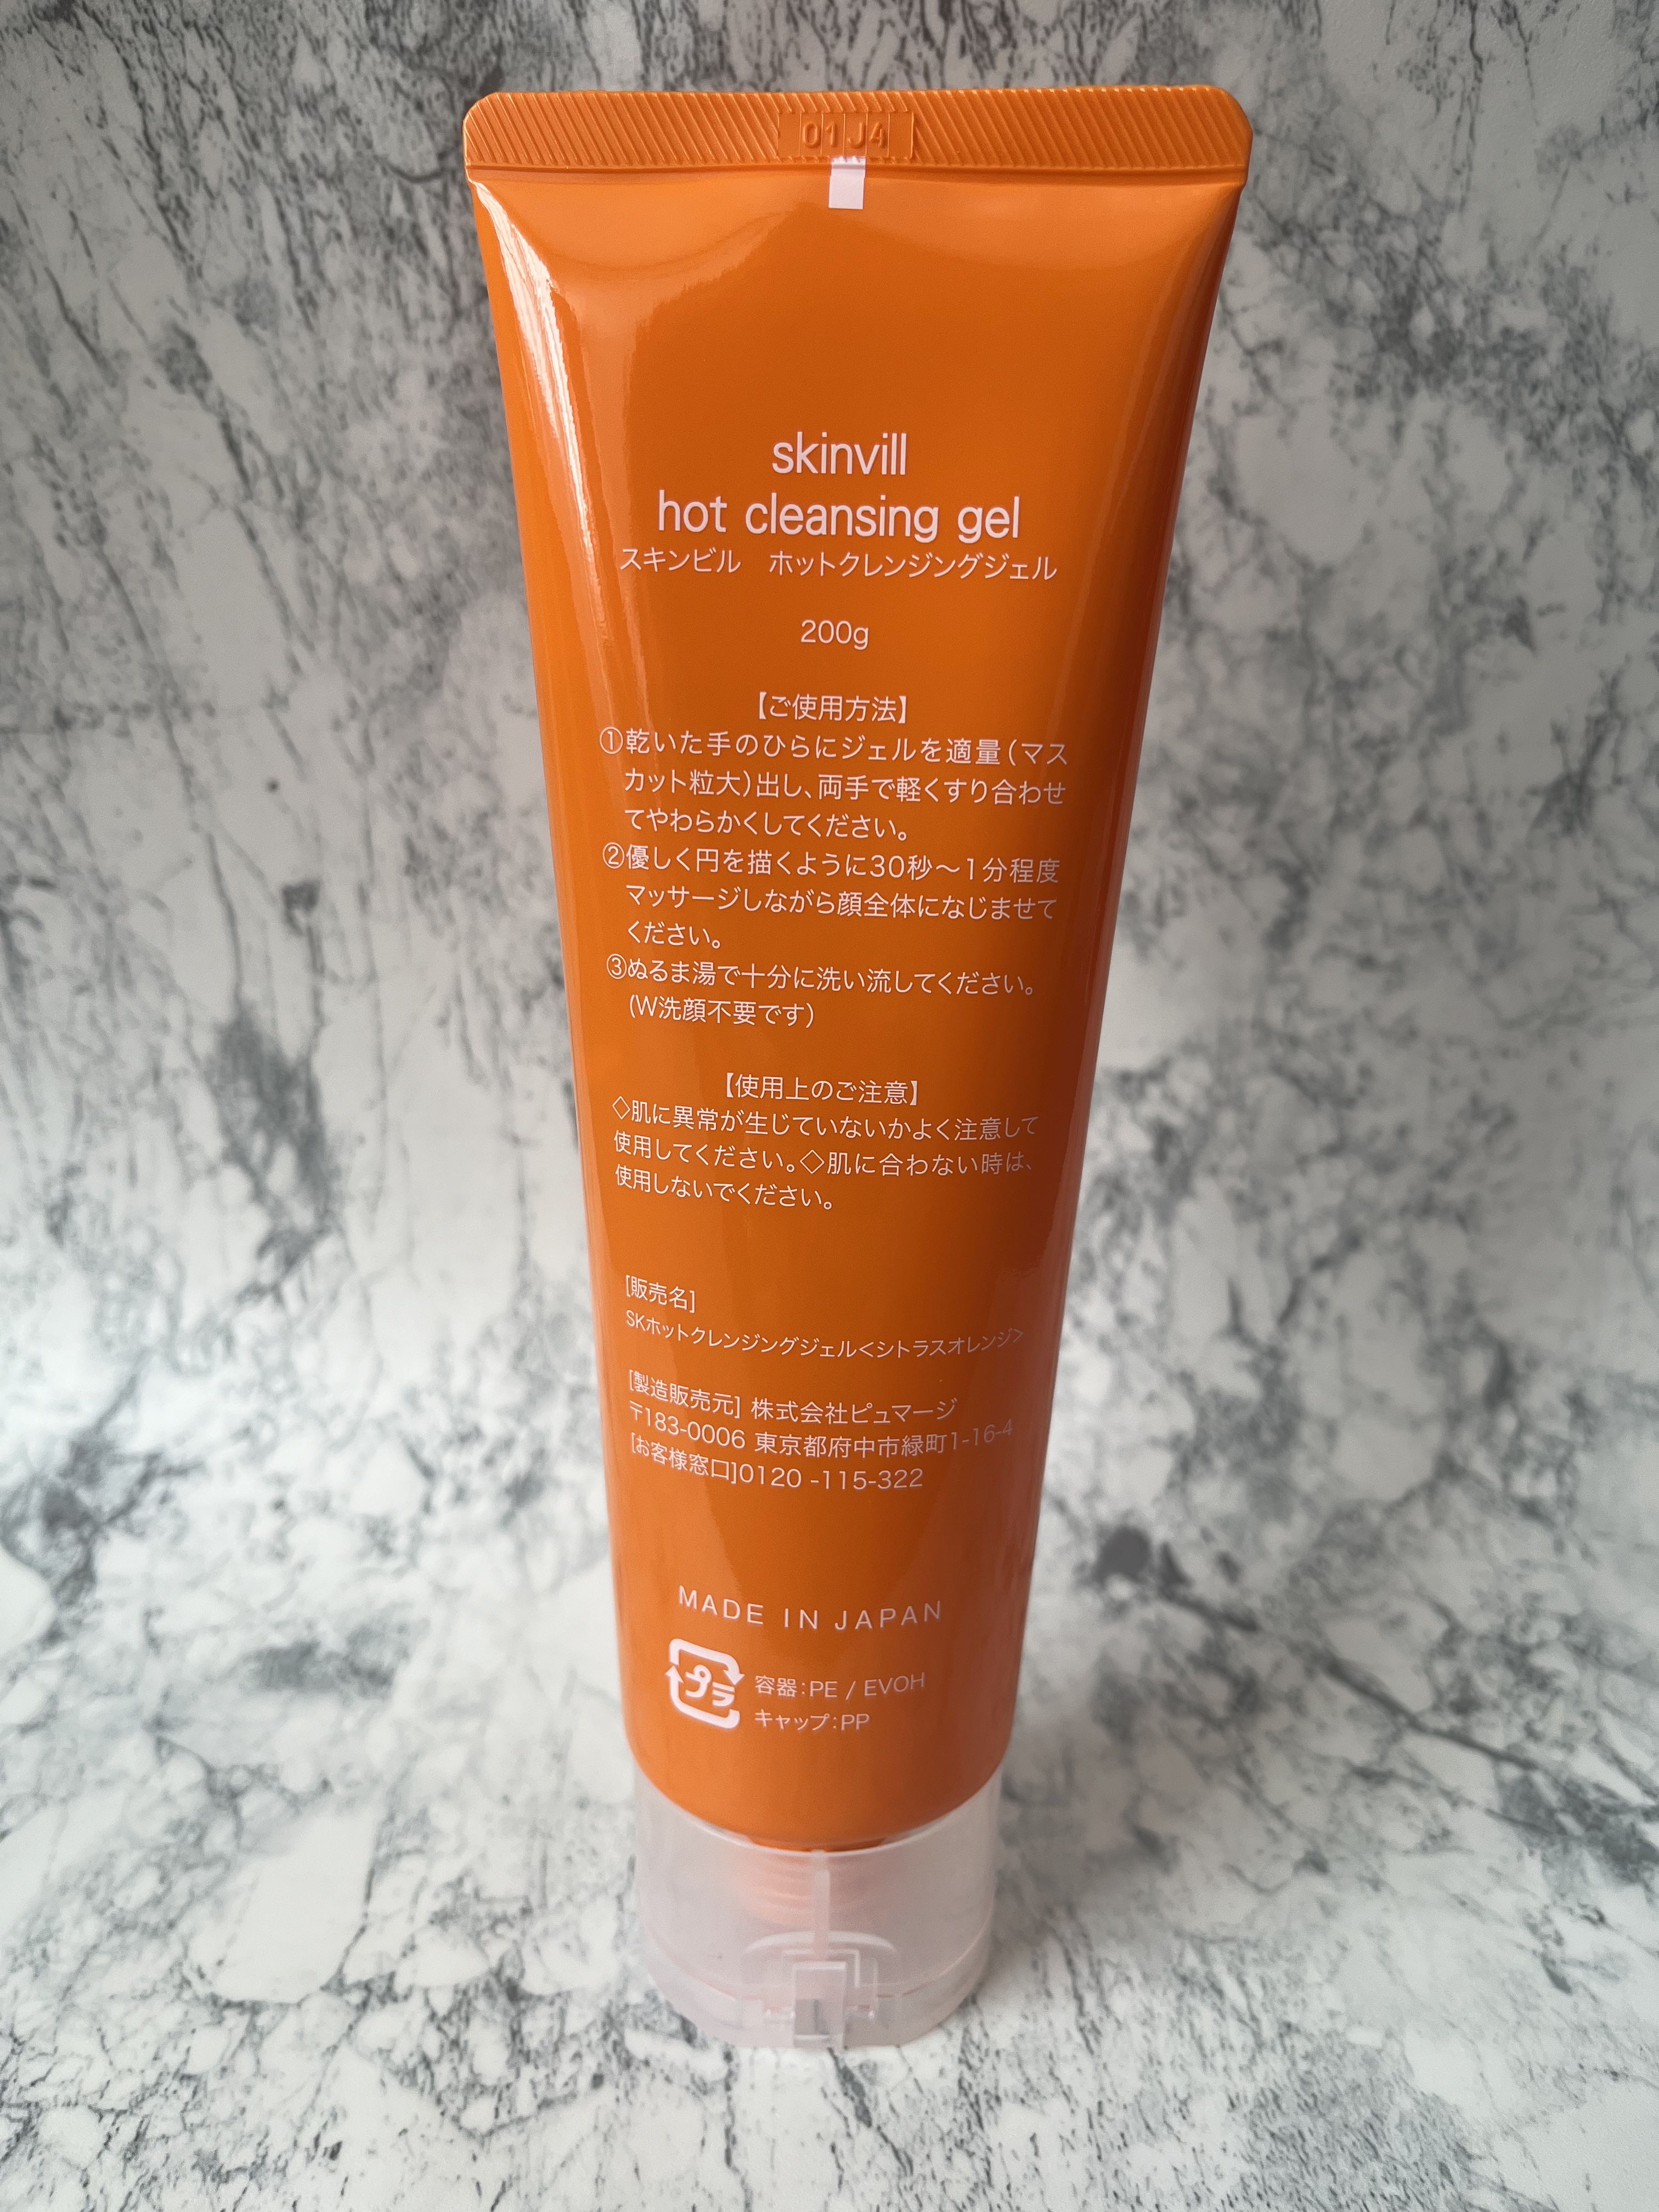 01J4
skinvill
hot cleansing gel
スキンビル　ホットクレンジングジェル
200g
【ご使用方法】
①乾いた手のひらにジェルを適量(マス
カット粒大)出し、両手で軽くすり合わせ
てやわらかくしてください。
②優しく円を描くように30秒～1分程度
マッサージしながら顔全体になじませて
ください。
③ぬるま湯で十分に洗い流してください。
(W洗顔不要です)
【使用上のご注意】
◇肌に異常が生じていないかよく注意して
使用してください。◇肌に合わない時は、
使用しないでください。
[販売名]
SKホットクレンジングジェル<シトラスオレンジ>
[製造販売元] 株式会社ピュマージ
〒183-0006 東京都府中市緑町1-16-4
[お客様窓口]0120 -115-322
MADE IN JAPAN
プラ 容器:PE / EVOH
キャップ:PP